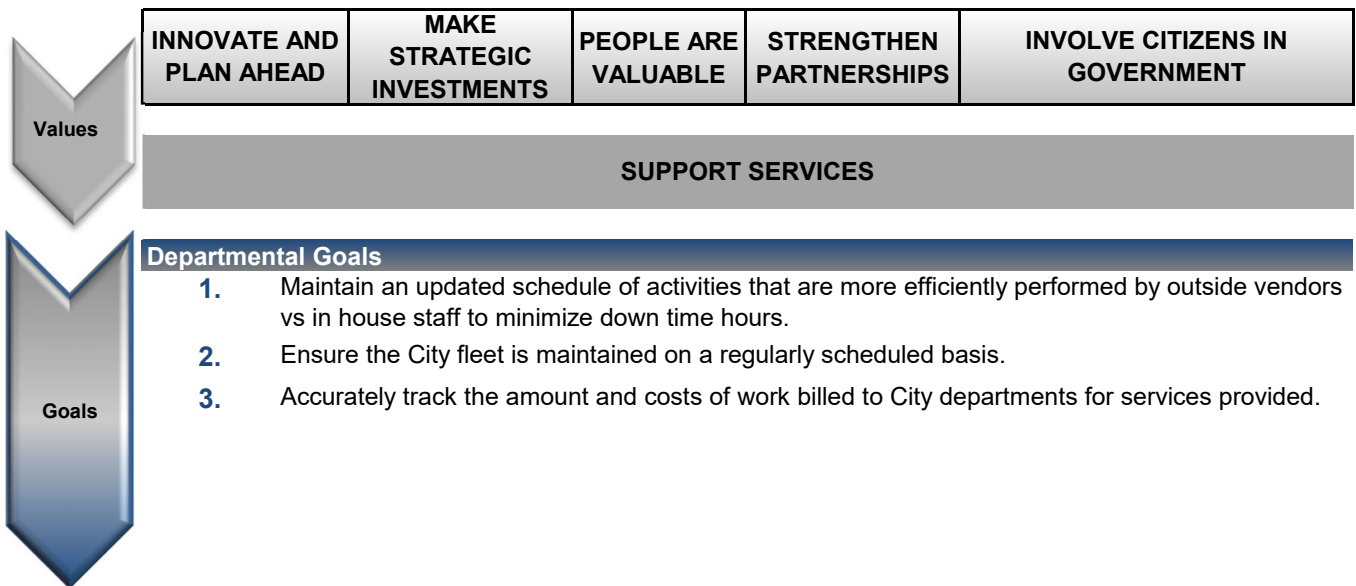 INNOVATE AND
PLAN AHEAD
MAKE
STRATEGIC
INVESTMENTS
PEOPLE ARE
VALUABLE
STRENGTHEN
PARTNERSHIPS
INVOLVE CITIZENS IN
GOVERNMENT
Values
SUPPORT SERVICES
Departmental Goals
1. Maintain an updated schedule of activities that are more efficiently performed by outside vendors
vs in house staff to minimize down time hours.
2. Ensure the City fleet is maintained on a regularly scheduled basis.
3. Accurately track the amount and costs of work billed to City departments for services provided.
Goals